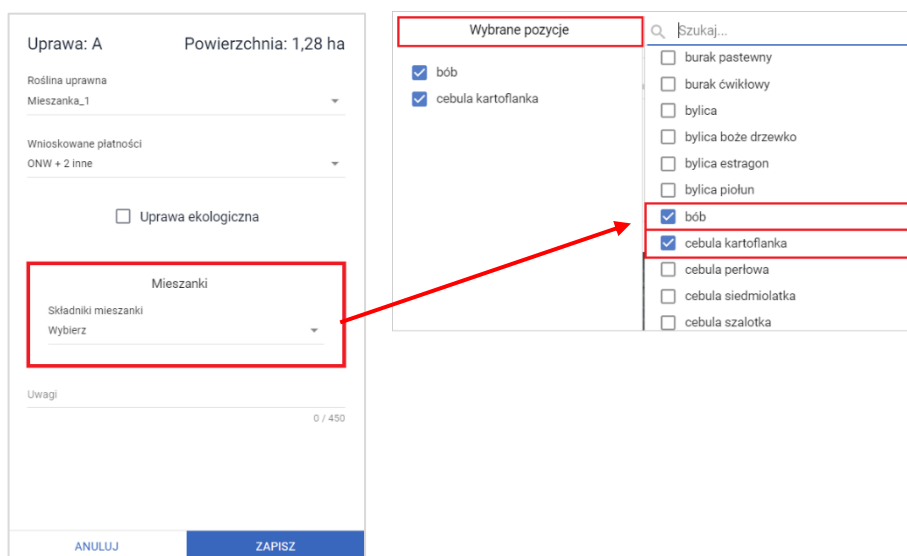 Uprawa: A Powierzchnia: 1,28 ha
Roślina uprawna
Mieszanka_1
Wnioskowane płatności
ONW + 2 inne
Uprawa ekologiczna
Mieszanki
Składniki mieszanki
Wybierz
Uwagi
0 / 450
ANULUJ ZAPISZ
Wybrane pozycje
bób
cebula kartoflanka
Szukaj...
burak pastewny
burak ćwikłowy
bylica
bylica boże drzewko
bylica estragon
bylica piołun
bób
cebula kartoflanka
cebula perłowa
cebula siedmiolatka
cebula szalotka